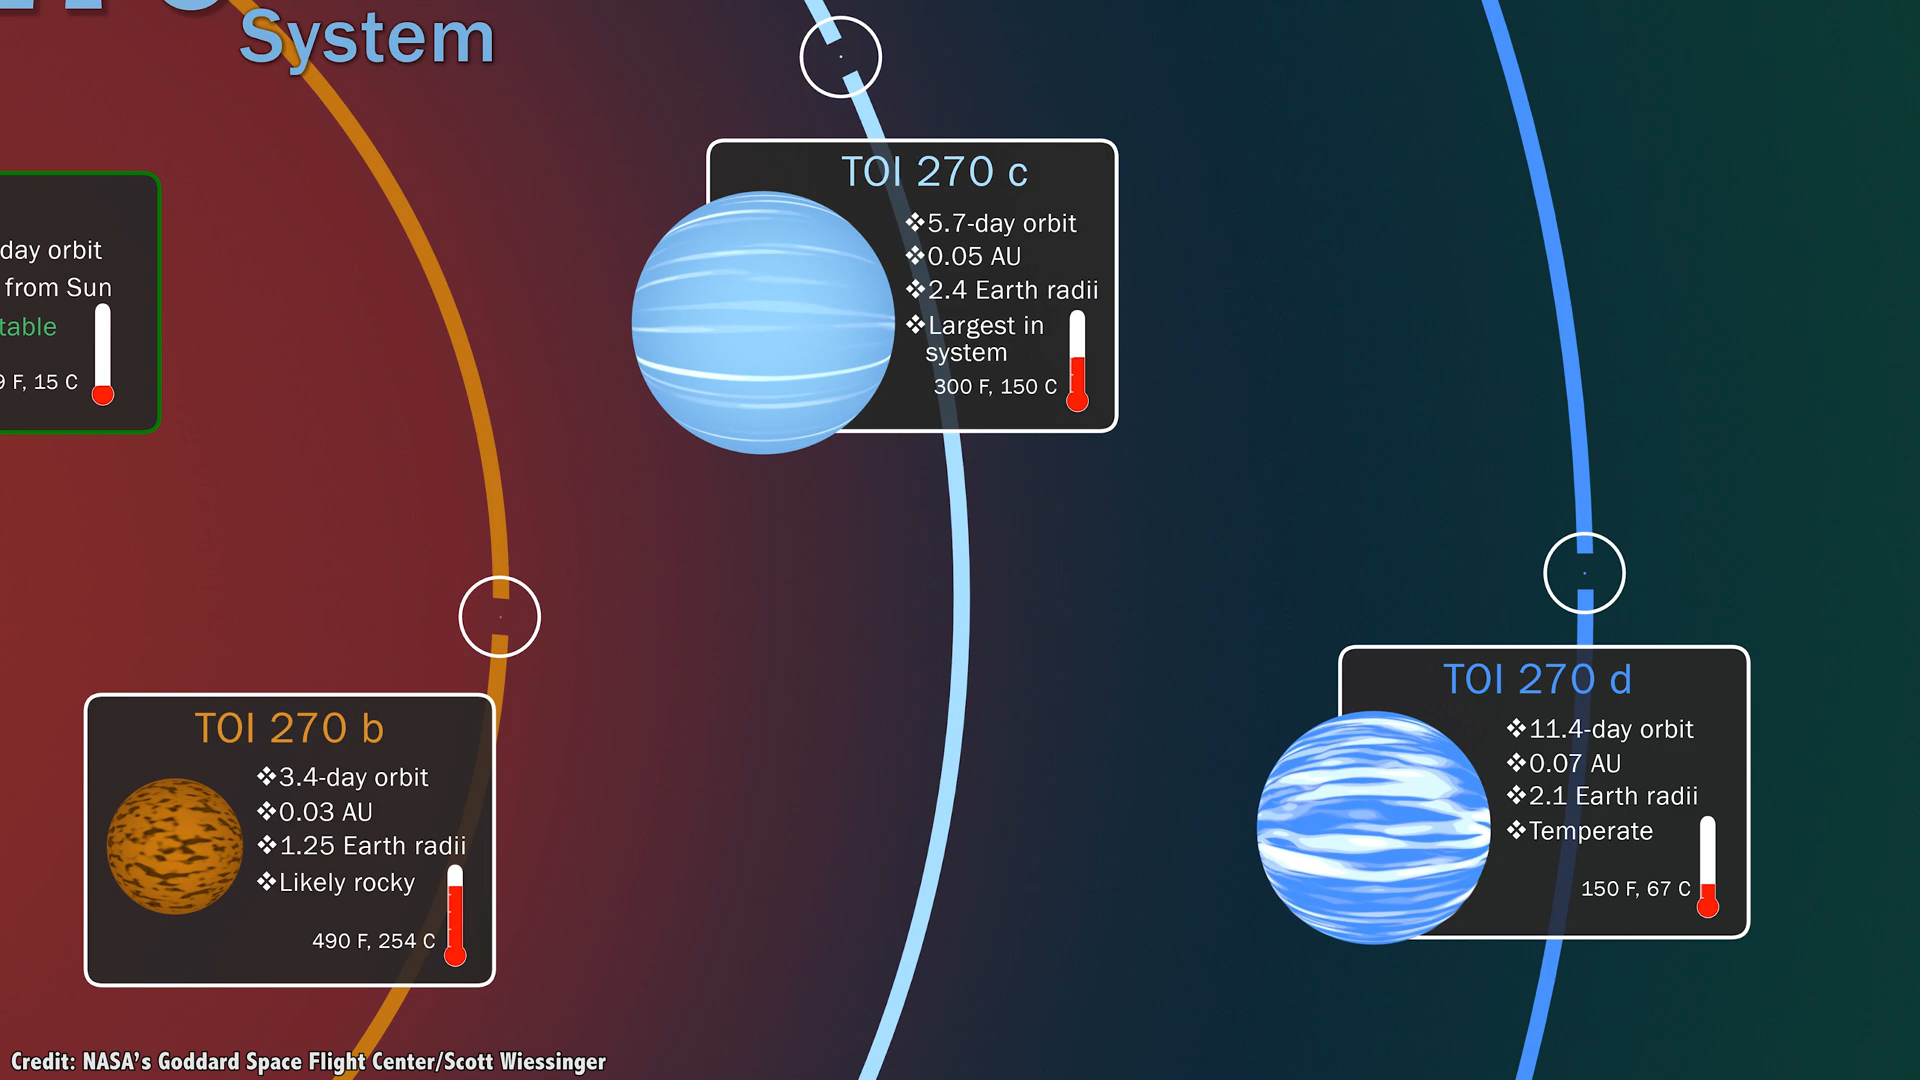 System
day orbit
from Sun
F, 15 C
TOI 270 c
❖5.7-day orbit
❖0.05 AU
❖2.4 Earth radii
❖Largest in
system
300 F, 150 C
TOI 270 b
❖3.4-day orbit
❖0.03 AU
❖1.25 Earth radii
❖Likely rocky
490 F, 254 C
TOI 270 d
❖11.4-day orbit
❖0.07 AU
❖2.1 Earth radii
❖Temperate
150 F, 67 C
Credit: NASA's Goddard Space Flight Center/Scott Wiessinger